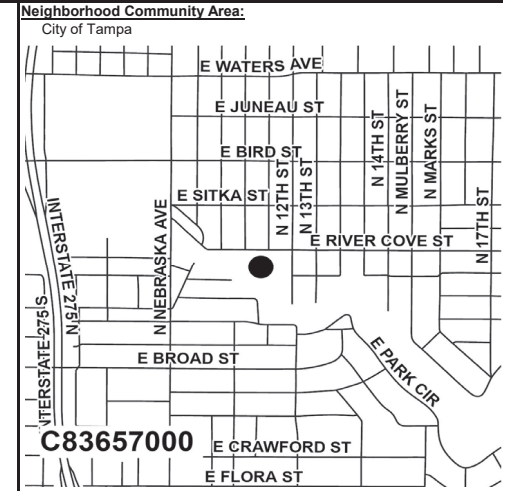 Neighborhood Community Area:
City of Tampa
E WATERS AVE
E JUNEAU ST
E BIRD ST
E SITKA ST
N 12TH ST
N 13TH ST
N 14TH ST
N MULBERRY ST
N MARKS ST
N 17TH ST
E RIVER COVE ST
INTERSTATE 275 N
N NEBRASKA AVE
INTERSTATE 275 S
E BROAD ST
E PARK CIR
C83657000
E CRAWFORD ST
E FLORA ST